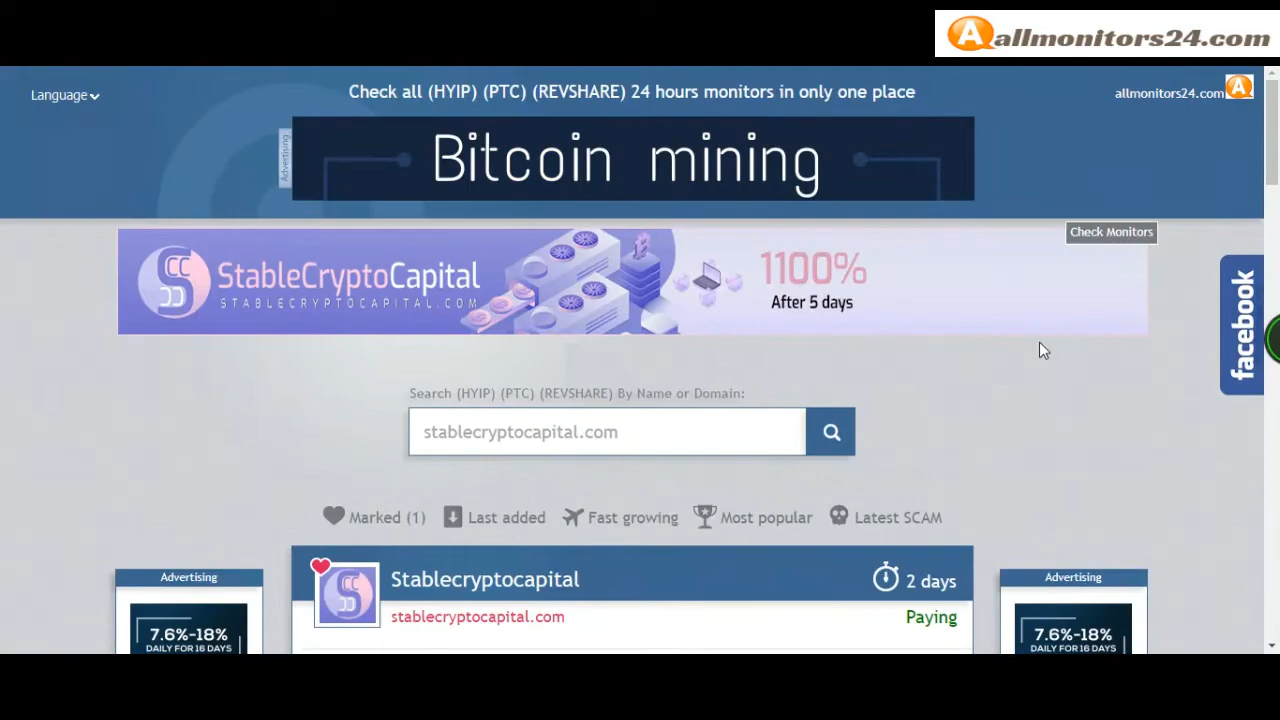 allmonitors24.com
Language
Check all (HYIP) (PTC) (REVSHARE) 24 hours monitors in only one place
allmonitors24.com
Advertising
Bitcoin mining
Check Monitors
StableCryptoCapital
STABLECRYPTOCAPITAL.COM
1100%
After 5 days
facebook
Search (HYIP) (PTC) (REVSHARE) By Name or Domain:
stablecryptocapital.com
Marked (1) Last added Fast growing Most popular Latest SCAM
Advertising
Stablecryptocapital
2 days
Advertising
stablecryptocapital.com
Paying
7.6%-18%
DAILY FOR 16 DAYS
7.6%-18%
DAILY FOR 16 DAYS